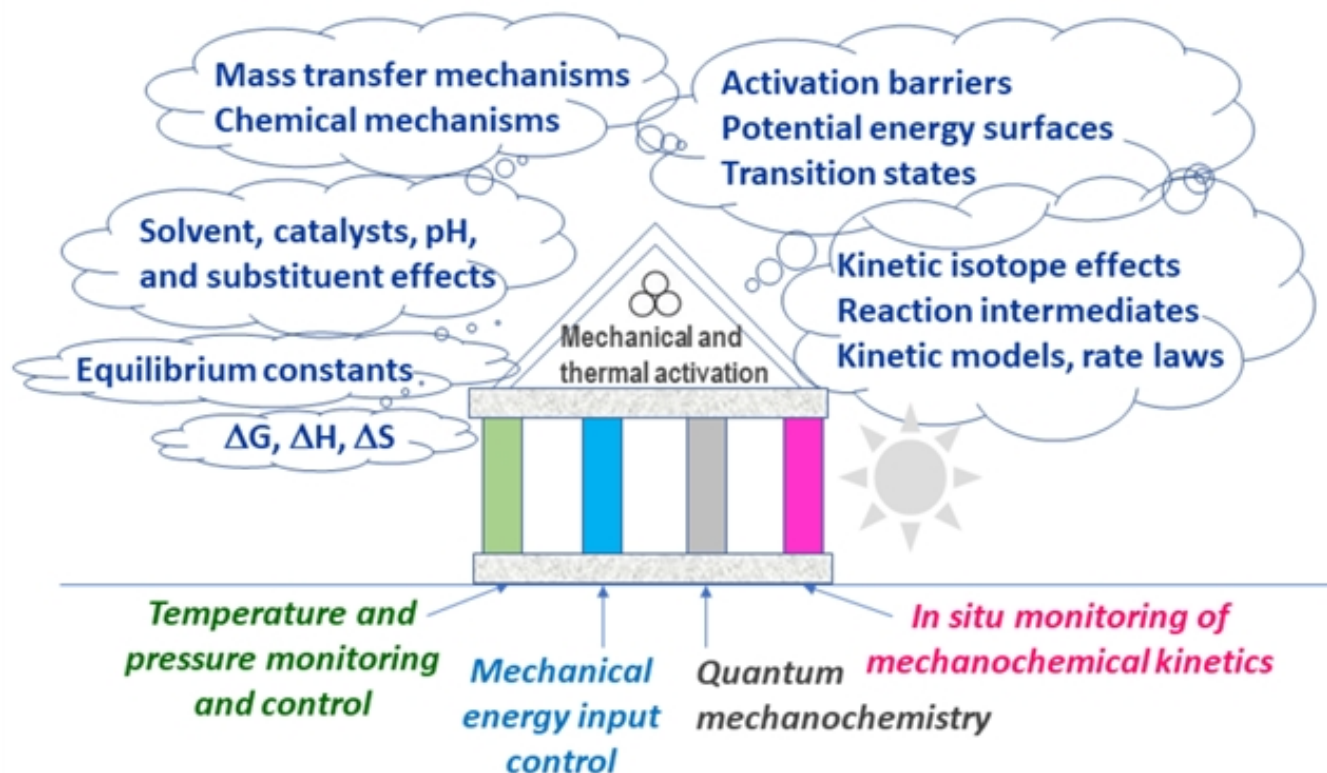 Mass transfer mechanisms
Chemical mechanisms
Activation barriers
Potential energy surfaces
Transition states
Solvent, catalysts, pH,
and substituent effects
Kinetic isotope effects
Reaction intermediates
Kinetic models, rate laws
Equilibrium constants
ΔG, ΔH, ΔS
Mechanical and
thermal activation
Temperature and
pressure monitoring
and control
Mechanical
energy input
control
Quantum
mechanochemistry
In situ monitoring of
mechanochemical kinetics